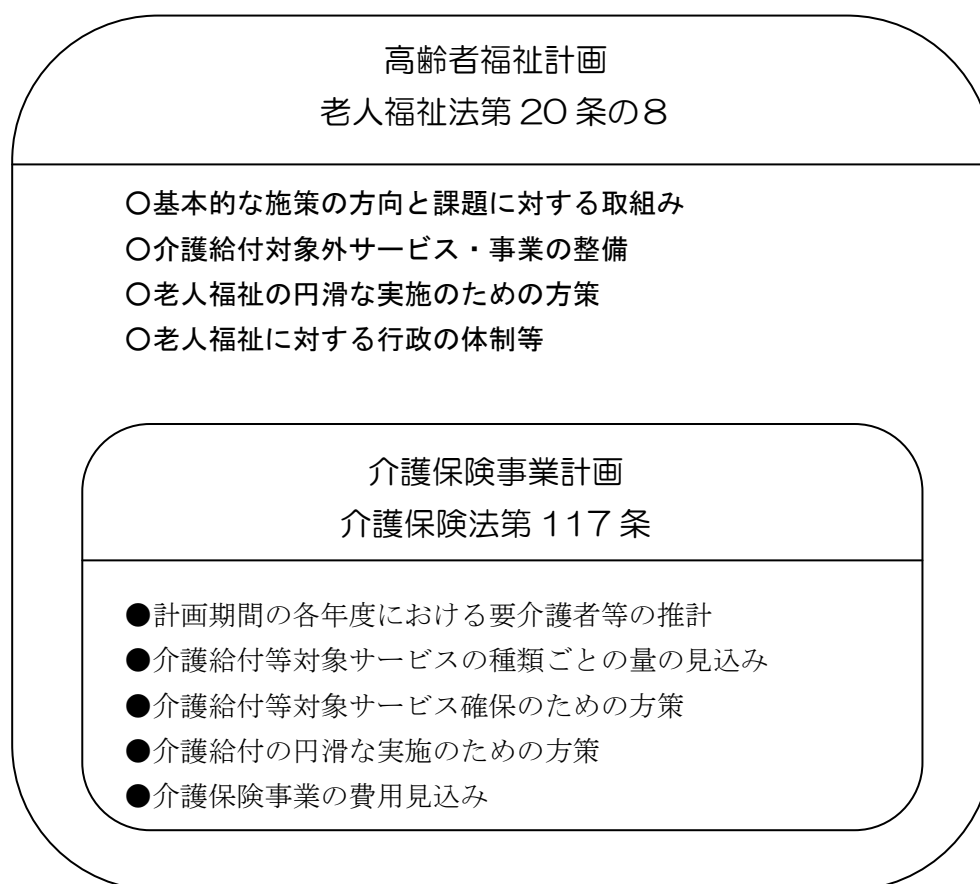 高齢者福祉計画
老人福祉法第 20 条の8
○基本的な施策の方向と課題に対する取組み
○介護給付対象外サービス・事業の整備
○老人福祉の円滑な実施のための方策
○老人福祉に対する行政の体制等
介護保険事業計画
介護保険法第 117 条
●計画期間の各年度における要介護者等の推計
●介護給付等対象サービスの種類ごとの量の見込み
●介護給付等対象サービス確保のための方策
●介護給付の円滑な実施のための方策
●介護保険事業の費用見込み